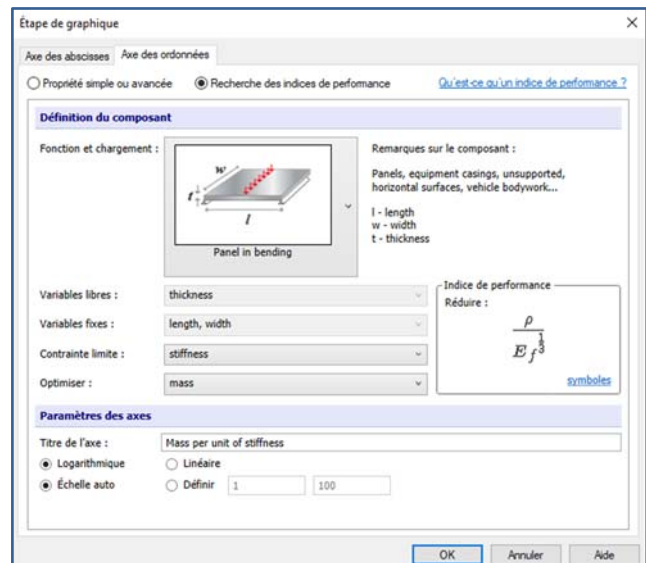 Étape de graphique
Axe des abscisses Axe des ordonnées
Propriété simple ou avancée Recherche des indices de performance Qu'est-ce qu'un indice de performance ?
Définition du composant
Fonction et chargement :
w
t
l
Panel in bending
Remarques sur le composant :
Panels, equipment casings, unsupported,
horizontal surfaces, vehicle bodywork...
l - length
w - width
t - thickness
Variables libres : thickness
Variables fixes : length, width
Contrainte limite : stiffness
Optimiser : mass
Indice de performance
Réduire :
ρ
E f 1/3
symboles
Paramètres des axes
Titre de l'axe : Mass per unit of stiffness
Logarithmique Linéaire
Échelle auto Définir 1 100
OK Annuler Aide